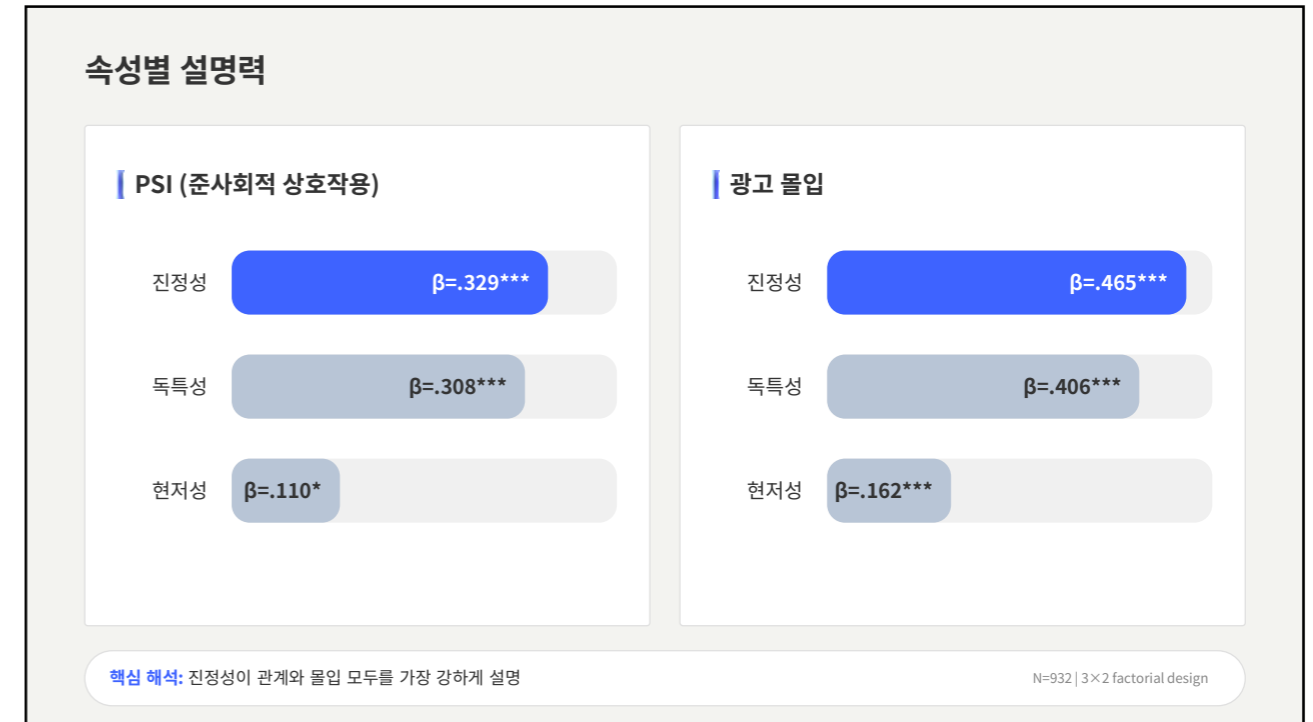 속성별 설명력
PSI (준사회적 상호작용)
진정성 β=.329***
독특성 β=.308***
현저성 β=.110*
광고 몰입
진정성 β=.465***
독특성 β=.406***
현저성 β=.162***
핵심 해석: 진정성이 관계와 몰입 모두를 가장 강하게 설명
N=932 | 3×2 factorial design